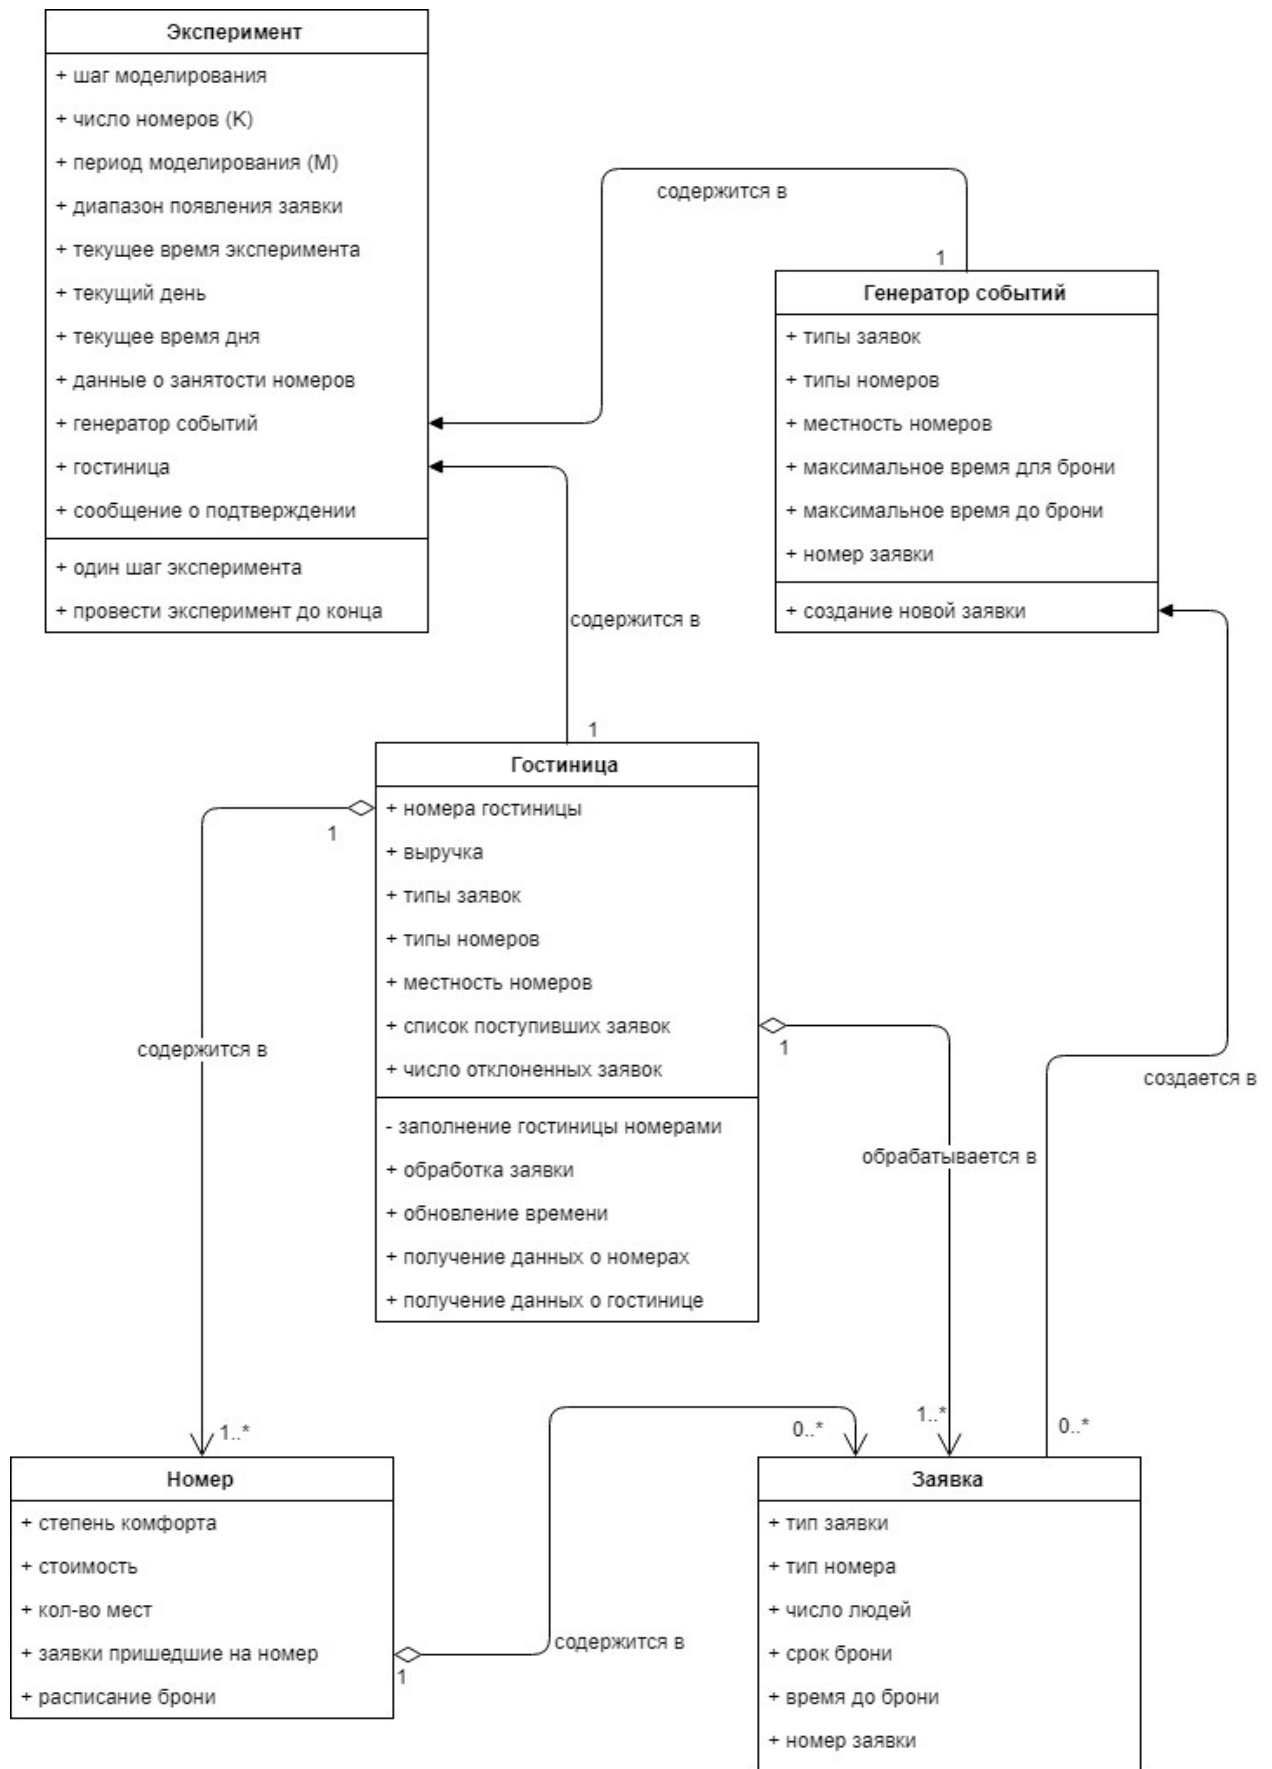 Эксперимент
+ шаг моделирования
+ число номеров (K)
+ период моделирования (M)
+ диапазон появления заявки
+ текущее время эксперимента
+ текущий день
+ текущее время дня
+ данные о занятости номеров
+ генератор событий
+ гостиница
+ сообщение о подтверждении
+ один шаг эксперимента
+ провести эксперимент до конца
содержится в
1
Генератор событий
+ типы заявок
+ типы номеров
+ местность номеров
+ максимальное время для брони
+ максимальное время до брони
+ номер заявки
+ создание новой заявки
содержится в
1
Гостиница
+ номера гостиницы
+ выручка
+ типы заявок
+ типы номеров
+ местность номеров
+ список поступивших заявок
+ число отклоненных заявок
- заполнение гостиницы номерами
+ обработка заявки
+ обновление времени
+ получение данных о номерах
+ получение данных о гостинице
1
содержится в
1..*
1
обрабатывается в
1..*
создается в
0..*
Номер
+ степень комфорта
+ стоимость
+ кол-во мест
+ заявки пришедшие на номер
+ расписание брони
1
содержится в
0..*
Заявка
+ тип заявки
+ тип номера
+ число людей
+ срок брони
+ время до брони
+ номер заявки